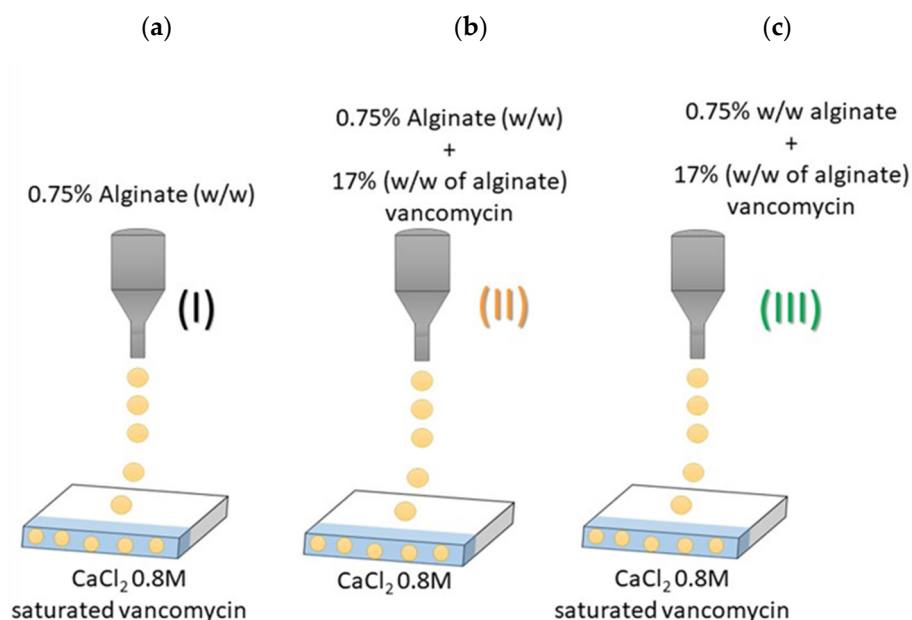 (a)
(b)
(c)
0.75% Alginate (w/w)
0.75% Alginate (w/w)
+
17% (w/w of alginate)
vancomycin
0.75% w/w alginate
+
17% (w/w of alginate)
vancomycin
(I)
(II)
(III)
CaCl₂ 0.8M
saturated vancomycin
CaCl₂ 0.8M
CaCl₂ 0.8M
saturated vancomycin